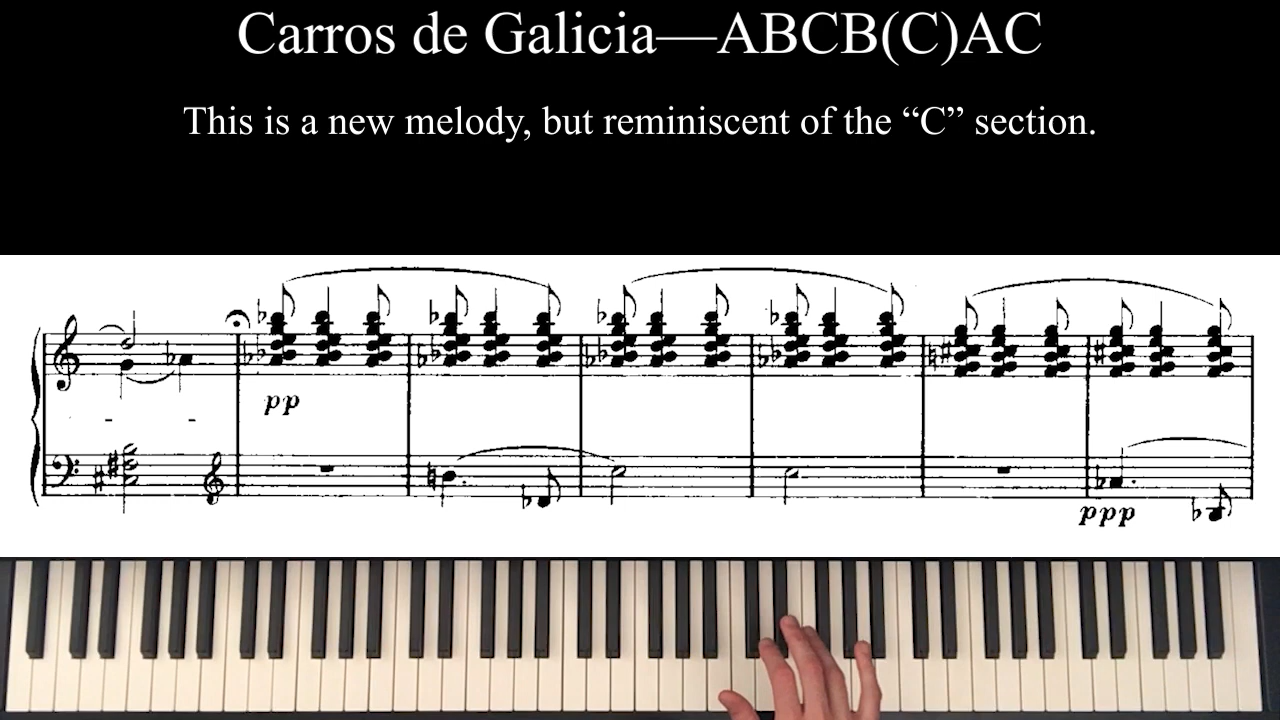 Carros de Galicia—ABCB(C)AC
This is a new melody, but reminiscent of the “C” section.
pp
ppp